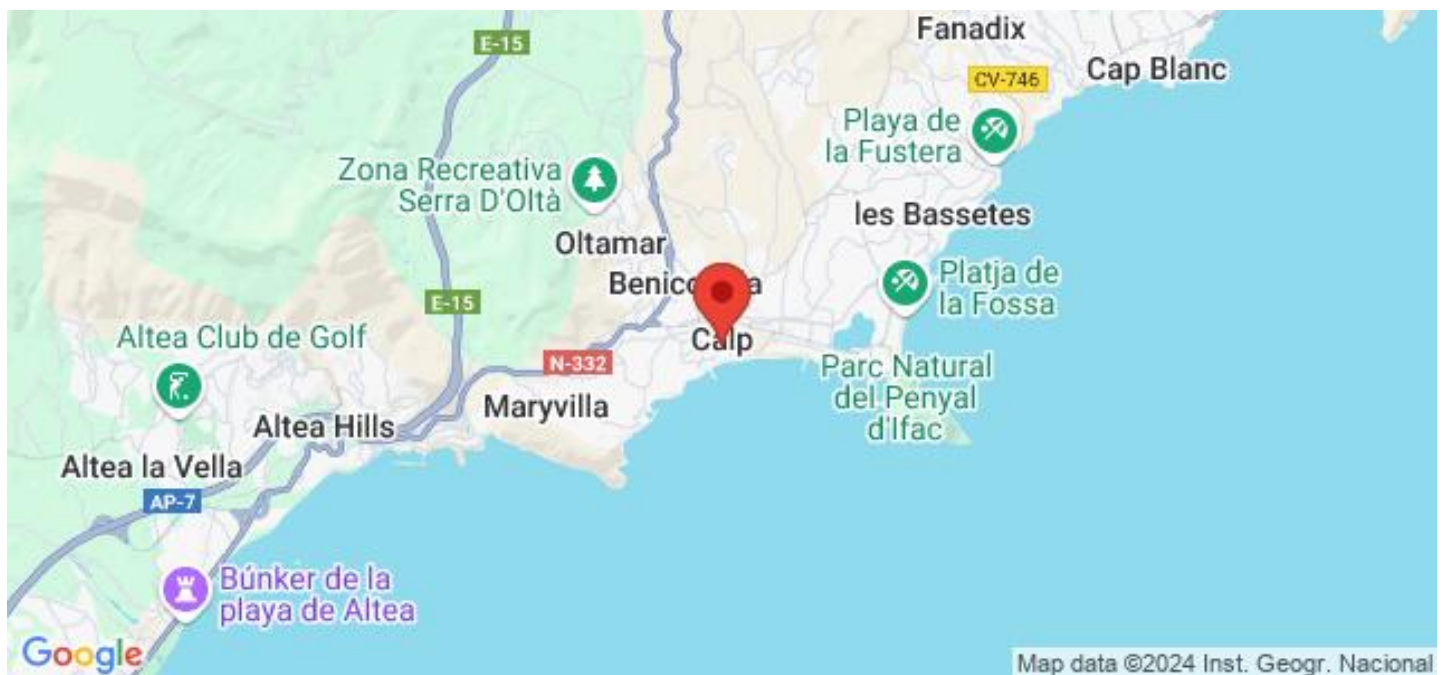 Fanadix
E-15
Cap Blanc
CV-746
Playa de
la Fustera
Zona Recreativa
Serra D'Oltà
les Bassetes
Oltamar
Platja de
la Fossa
E-15
Altea Club de Golf
Calp
N-332
Parc Natural
del Penyal
d'Ifac
Maryvilla
Altea Hills
Altea la Vella
AP-7
Búnker de la
playa de Altea
Google
Map data ©2024 Inst. Geogr. Nacional